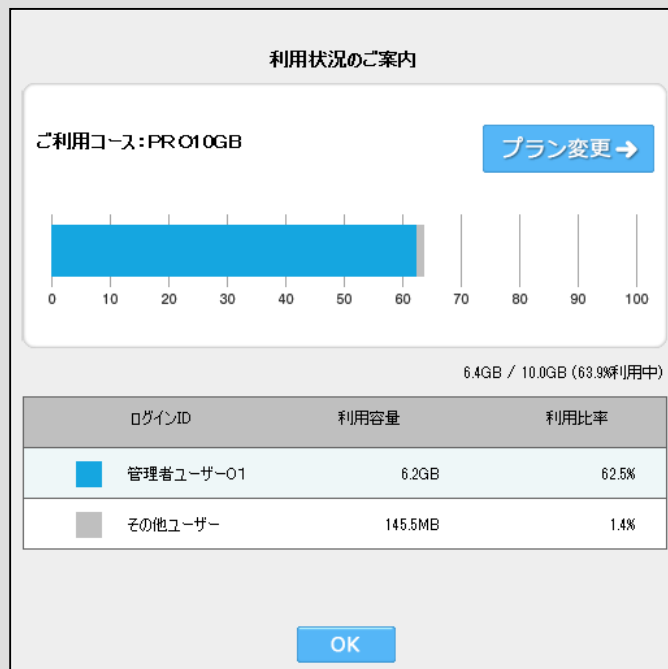 利用状況のご案内
ご利用コース:PRO10GB
プラン変更→
0 10 20 30 40 50 60 70 80 90 100
6.4GB / 10.0GB (63.9%利用中)
ログインID 利用容量 利用比率
管理者ユーザー01 6.2GB 62.5%
その他ユーザー 145.5MB 1.4%
OK